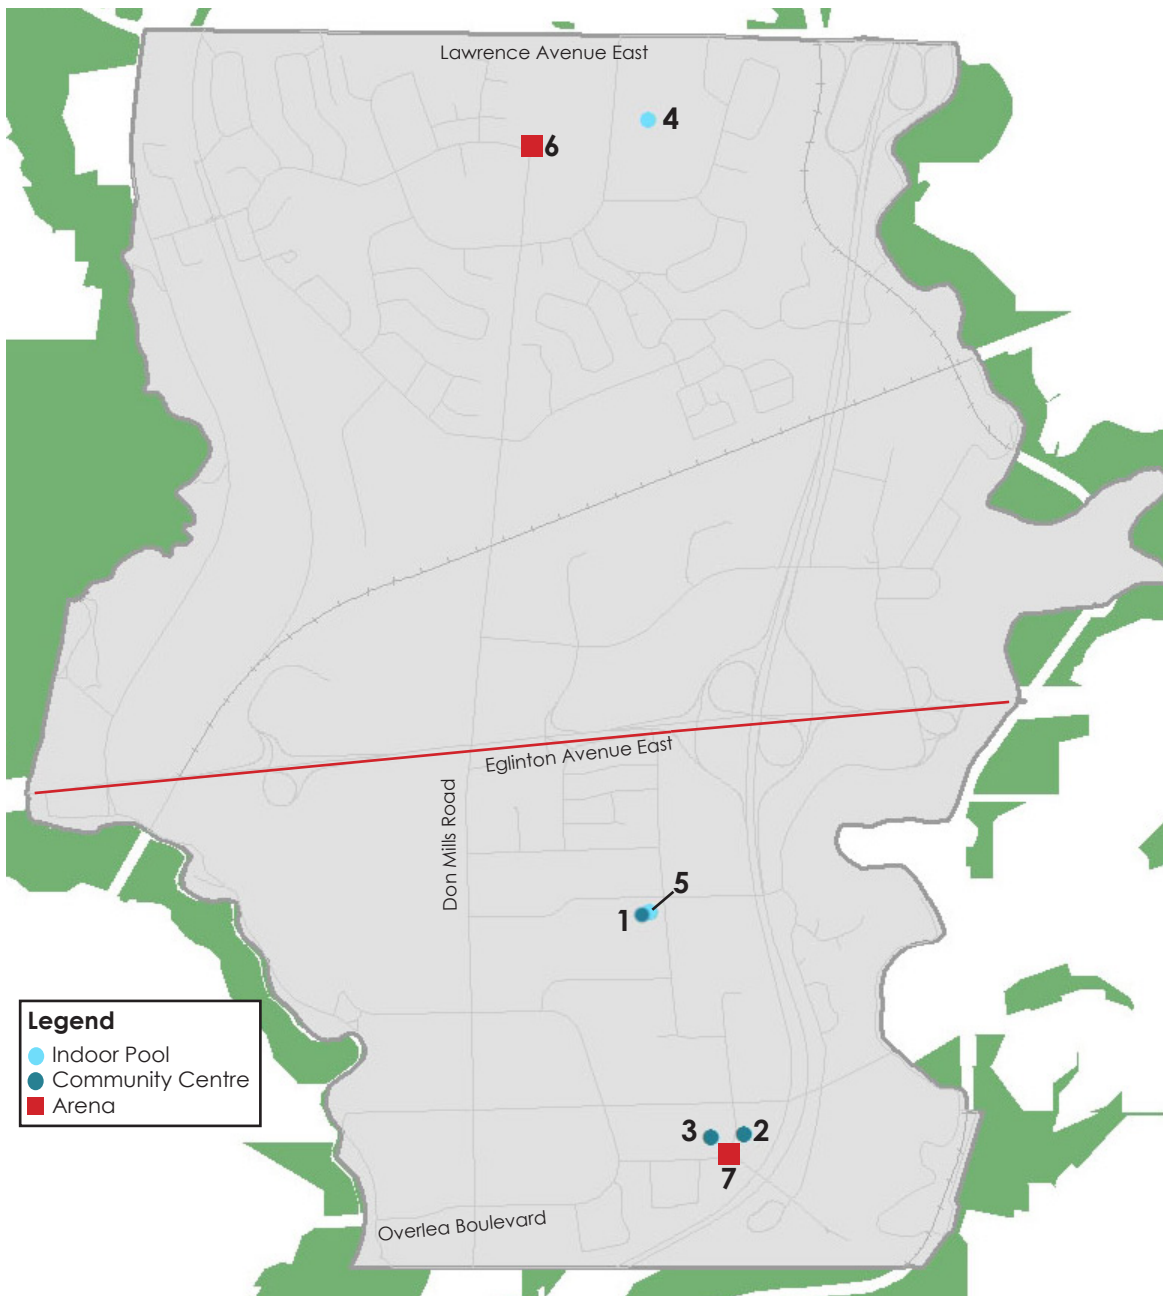 Lawrence Avenue East
4
6
Eglinton Avenue East
Don Mills Road
5
1
Legend
Indoor Pool
Community Centre
Arena
3
2
7
Overlea Boulevard